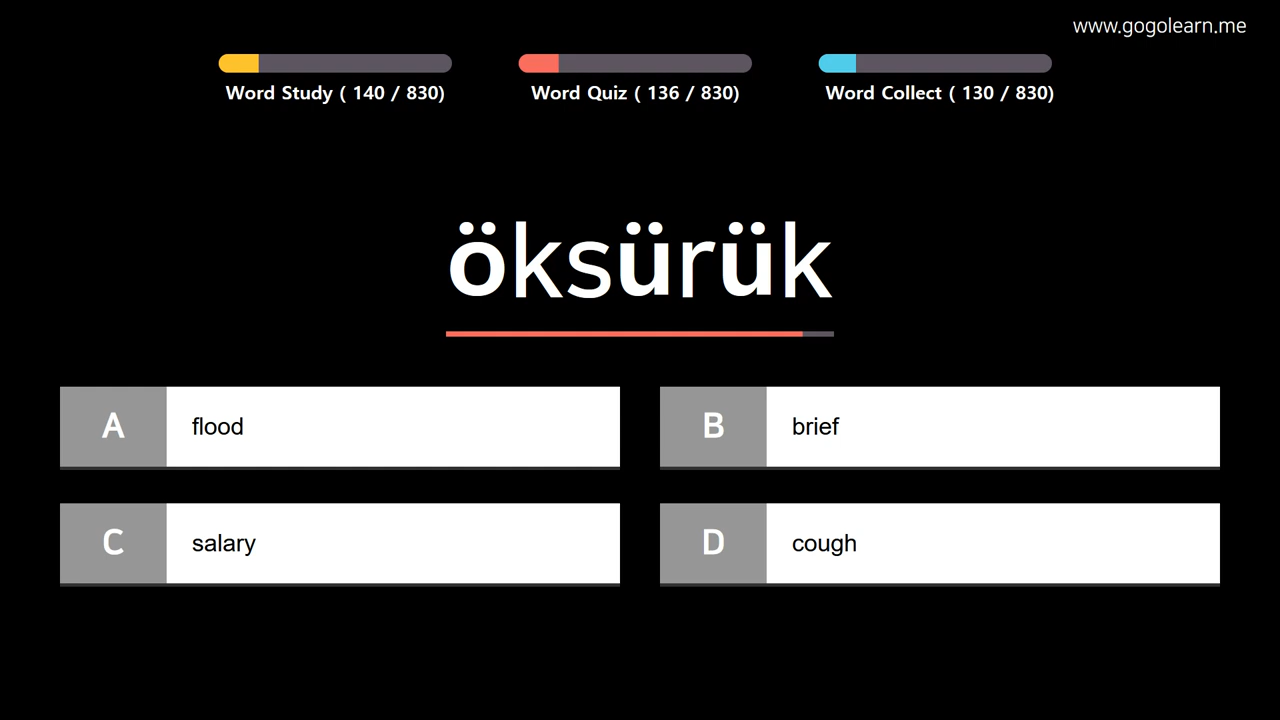 www.gogolearn.me
Word Study ( 140 / 830)
Word Quiz ( 136 / 830)
Word Collect ( 130 / 830)
öksürük
A flood
B brief
C salary
D cough